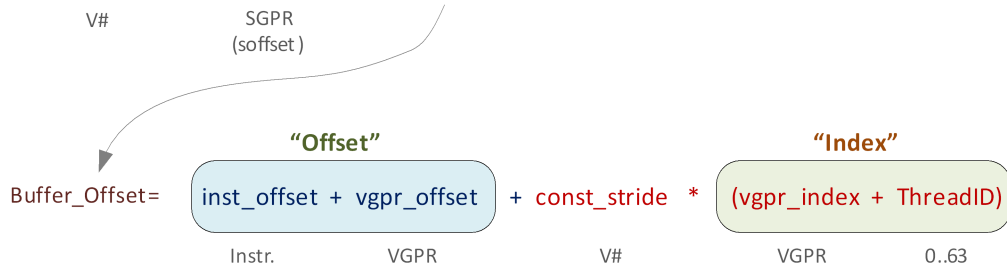 V# SGPR
(soffset)
“Offset” “Index”
Buffer_Offset= inst_offset + vgpr_offset + const_stride * (vgpr_index + ThreadID)
Instr. VGPR V# VGPR 0..63